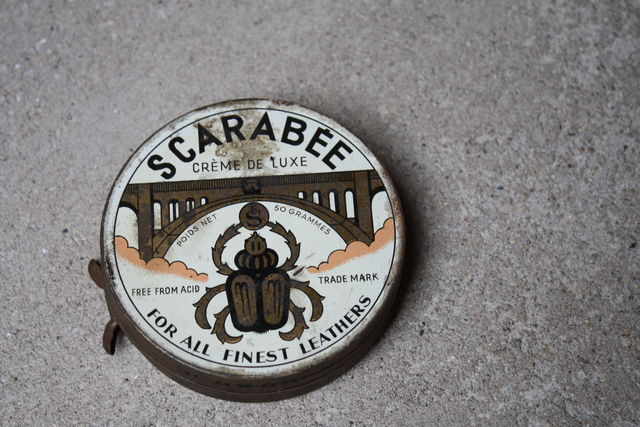 SCARABÉE
CRÈME DE LUXE
POIDS NET 50 GRAMMES
S
FREE FROM ACID
TRADE MARK
FOR ALL FINEST LEATHERS